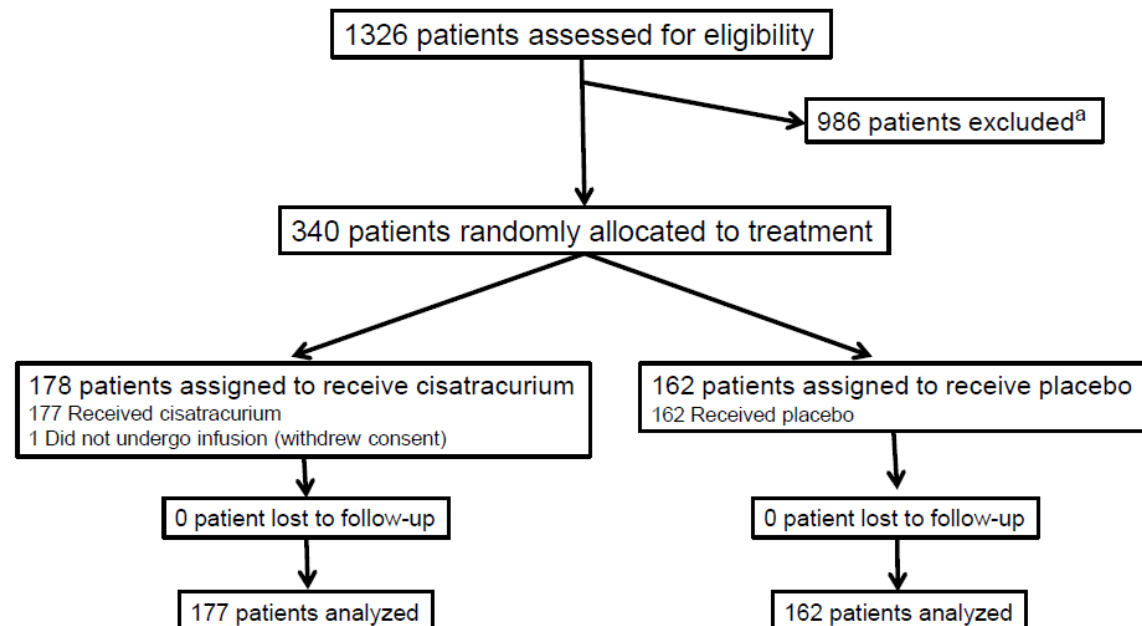 1326 patients assessed for eligibility
986 patients excludedª
340 patients randomly allocated to treatment
178 patients assigned to receive cisatracurium
177 Received cisatracurium
1 Did not undergo infusion (withdrew consent)
162 patients assigned to receive placebo
162 Received placebo
0 patient lost to follow-up
0 patient lost to follow-up
177 patients analyzed
162 patients analyzed